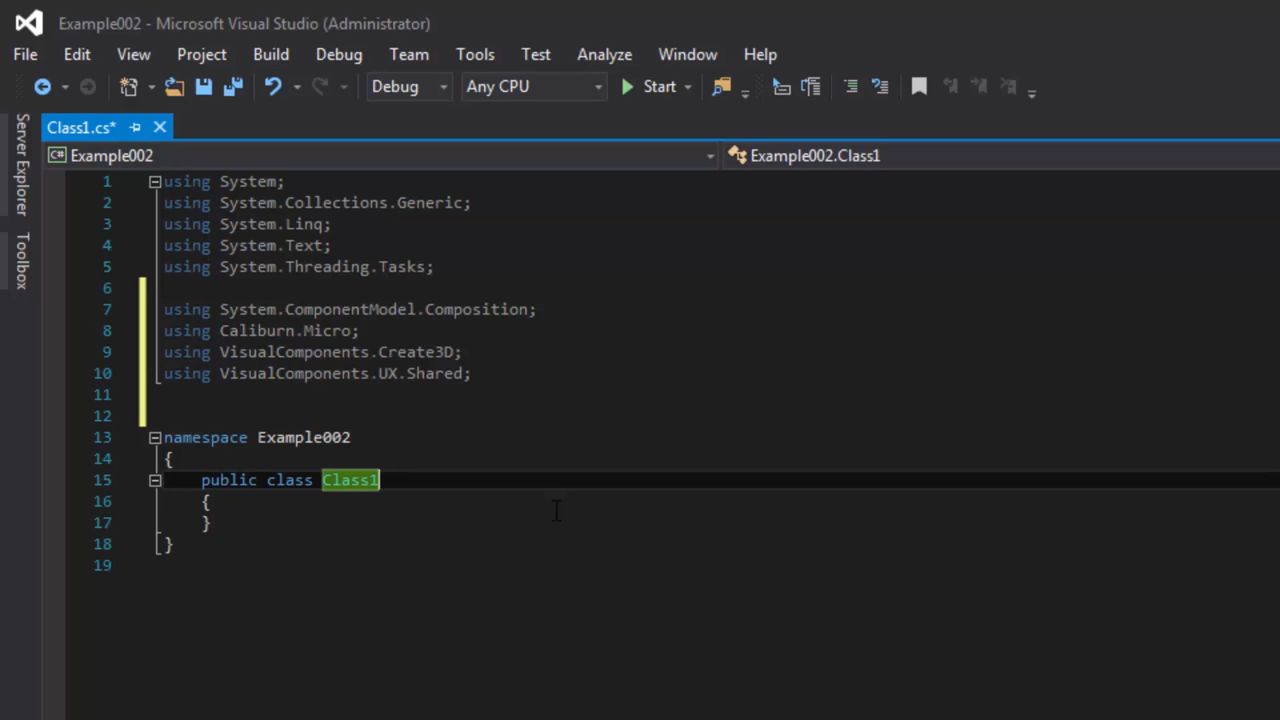 Example002 - Microsoft Visual Studio (Administrator)
File Edit View Project Build Debug Team Tools Test Analyze Window Help
Debug Any CPU Start
Server Explorer
Toolbox
Class1.cs*
C# Example002 Example002.Class1
1 using System;
2 using System.Collections.Generic;
3 using System.Linq;
4 using System.Text;
5 using System.Threading.Tasks;
6
7 using System.ComponentModel.Composition;
8 using Caliburn.Micro;
9 using VisualComponents.Create3D;
10 using VisualComponents.UX.Shared;
11
12
13 namespace Example002
14 {
15 public class Class1
16 {
17 }
18 }
19